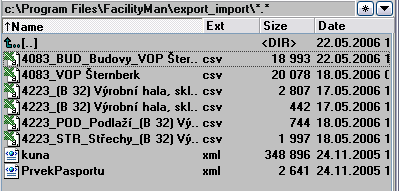 c:\Program Files\FacilityMan\export_import\*.*
Name Ext Size Date
[..] <DIR> 22.05.2006 1
4083_BUD_Budovy_VOP Šter.. csv 18 993 22.05.2006 1
4083_VOP Šternberk csv 20 078 18.05.2006 0
4223_(B 32) Výrobní hala, skl.. csv 2 807 17.05.2006 1
4223_(B 32) Výrobní hala, skl.. csv 442 17.05.2006 1
4223_POD_Podlaží_(B 32) Vý.. csv 744 18.05.2006 1
4223_STR_Střechy_(B 32) Vý.. csv 1 997 18.05.2006 1
kuna xml 348 896 24.11.2005 1
PrvekPasportu xml 2 641 24.11.2005 1